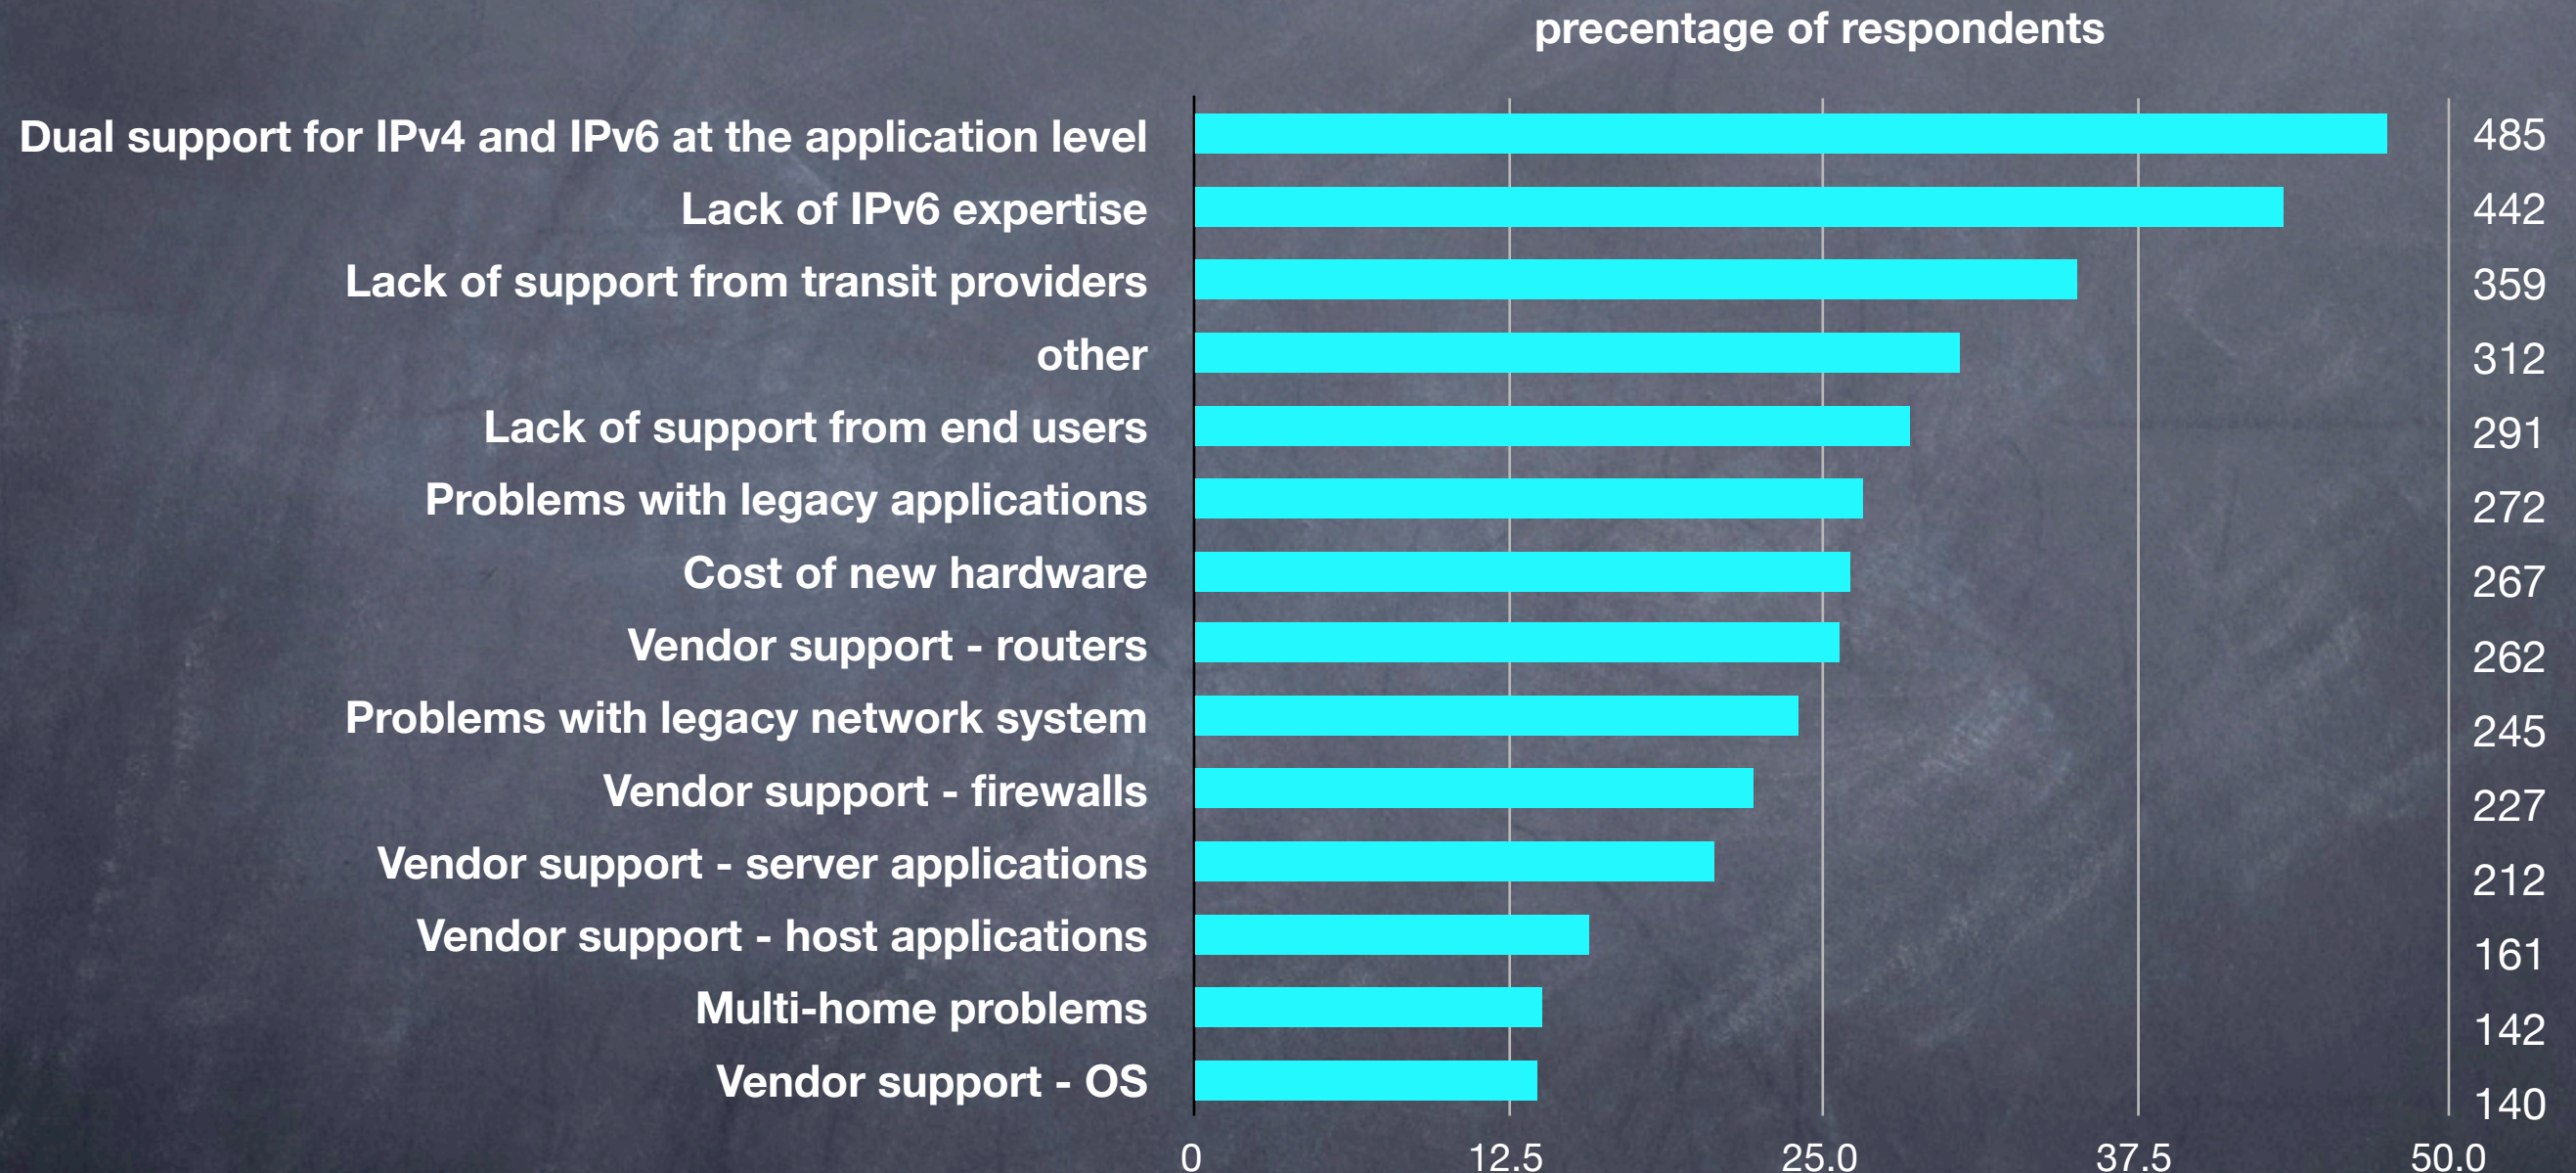 precentage of respondents
Dual support for IPv4 and IPv6 at the application level 485
Lack of IPv6 expertise 442
Lack of support from transit providers 359
other 312
Lack of support from end users 291
Problems with legacy applications 272
Cost of new hardware 267
Vendor support - routers 262
Problems with legacy network system 245
Vendor support - firewalls 227
Vendor support - server applications 212
Vendor support - host applications 161
Multi-home problems 142
Vendor support - OS 140
0 12.5 25.0 37.5 50.0